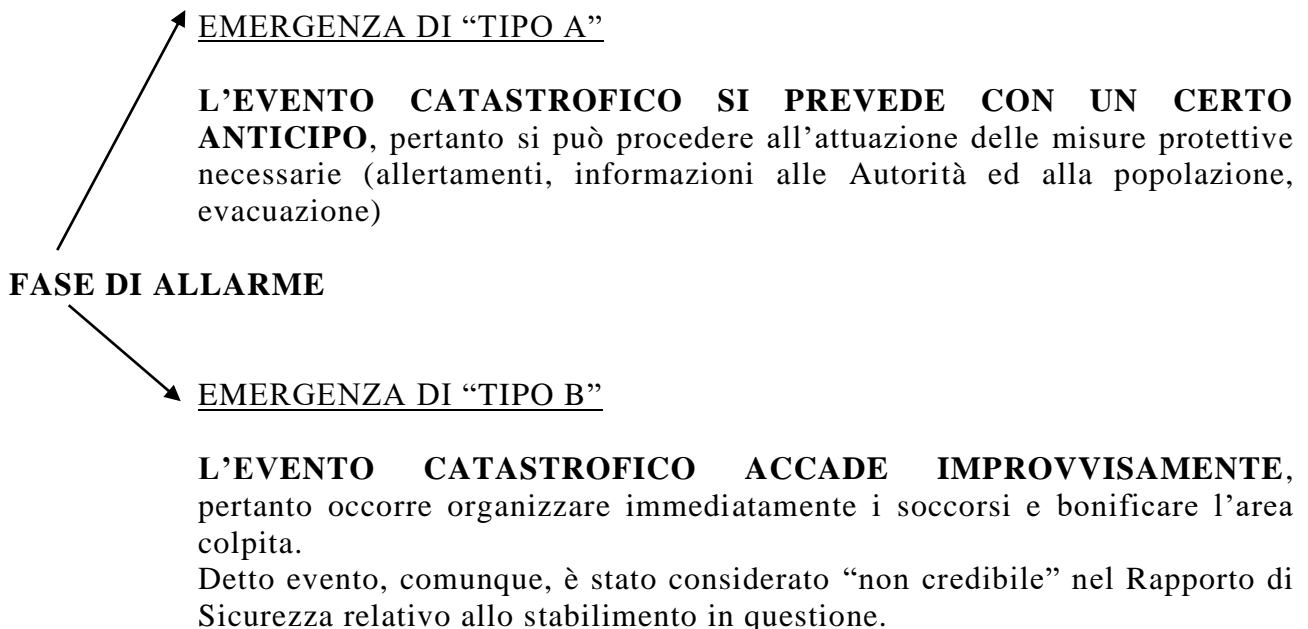 EMERGENZA DI “TIPO A”
L’EVENTO CATASTROFICO SI PREVEDE CON UN CERTO
ANTICIPO, pertanto si può procedere all’attuazione delle misure protettive
necessarie (allertamenti, informazioni alle Autorità ed alla popolazione,
evacuazione)
FASE DI ALLARME
EMERGENZA DI “TIPO B”
L’EVENTO CATASTROFICO ACCADE IMPROVVISAMENTE,
pertanto occorre organizzare immediatamente i soccorsi e bonificare l’area
colpita.
Detto evento, comunque, è stato considerato “non credibile” nel Rapporto di
Sicurezza relativo allo stabilimento in questione.